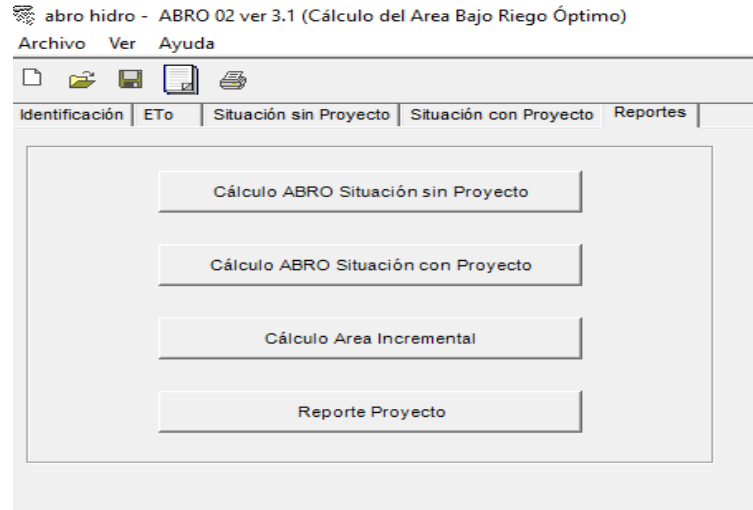 abro hidro - ABRO 02 ver 3.1 (Cálculo del Area Bajo Riego Óptimo)
Archivo Ver Ayuda
Identificación ETo Situación sin Proyecto Situación con Proyecto Reportes
Cálculo ABRO Situación sin Proyecto
Cálculo ABRO Situación con Proyecto
Cálculo Area Incremental
Reporte Proyecto